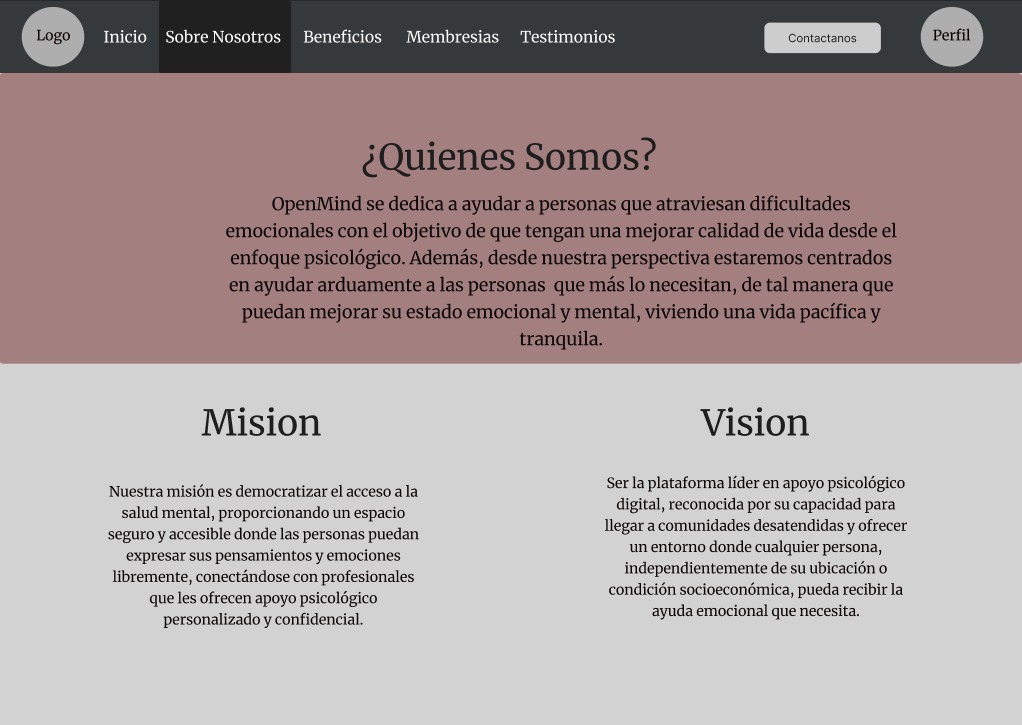 Logo
Inicio
Sobre Nosotros
Beneficios
Membresias
Testimonios
Contactanos
Perfil
¿Quienes Somos?
OpenMind se dedica a ayudar a personas que atraviesan dificultades
emocionales con el objetivo de que tengan una mejorar calidad de vida desde el
enfoque psicológico. Además, desde nuestra perspectiva estaremos centrados
en ayudar arduamente a las personas  que más lo necesitan, de tal manera que
puedan mejorar su estado emocional y mental, viviendo una vida pacífica y
tranquila.
Mision
Nuestra misión es democratizar el acceso a la
salud mental, proporcionando un espacio
seguro y accesible donde las personas puedan
expresar sus pensamientos y emociones
libremente, conectándose con profesionales
que les ofrecen apoyo psicológico
personalizado y confidencial.
Vision
Ser la plataforma líder en apoyo psicológico
digital, reconocida por su capacidad para
llegar a comunidades desatendidas y ofrecer
un entorno donde cualquier persona,
independientemente de su ubicación o
condición socioeconómica, pueda recibir la
ayuda emocional que necesita.